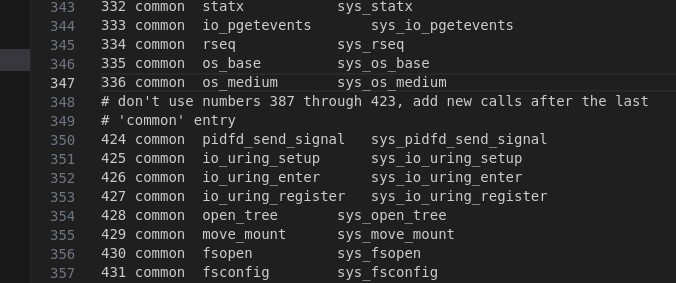 343 332 common statx sys_statx
344 333 common io_pgetevents sys_io_pgetevents
345 334 common rseq sys_rseq
346 335 common os_base sys_os_base
347 336 common os_medium sys_os_medium
348 # don't use numbers 387 through 423, add new calls after the last
349 # 'common' entry
350 424 common pidfd_send_signal sys_pidfd_send_signal
351 425 common io_uring_setup sys_io_uring_setup
352 426 common io_uring_enter sys_io_uring_enter
353 427 common io_uring_register sys_io_uring_register
354 428 common open_tree sys_open_tree
355 429 common move_mount sys_move_mount
356 430 common fsopen sys_fsopen
357 431 common fsconfig sys_fsconfig